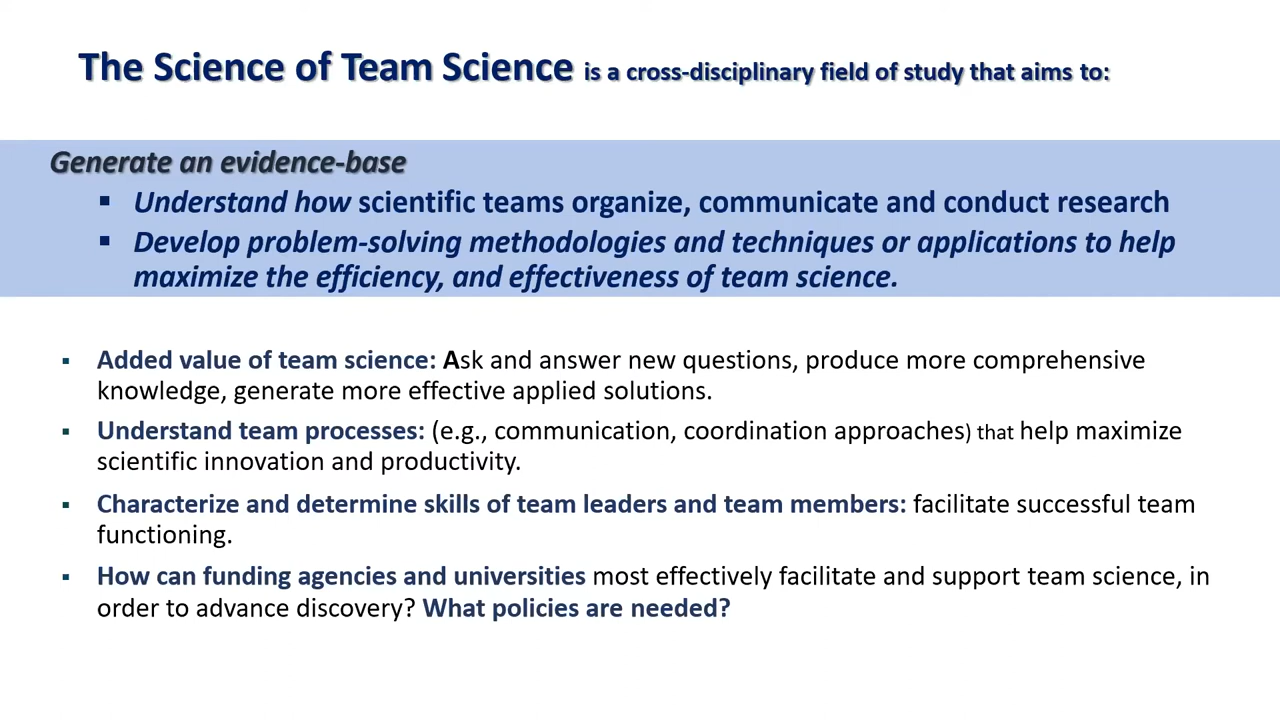 The Science of Team Science is a cross-disciplinary field of study that aims to:
Generate an evidence-base
▪ Understand how scientific teams organize, communicate and conduct research
▪ Develop problem-solving methodologies and techniques or applications to help
maximize the efficiency, and effectiveness of team science.
▪ Added value of team science: Ask and answer new questions, produce more comprehensive
knowledge, generate more effective applied solutions.
▪ Understand team processes: (e.g., communication, coordination approaches) that help maximize
scientific innovation and productivity.
▪ Characterize and determine skills of team leaders and team members: facilitate successful team
functioning.
▪ How can funding agencies and universities most effectively facilitate and support team science, in
order to advance discovery? What policies are needed?